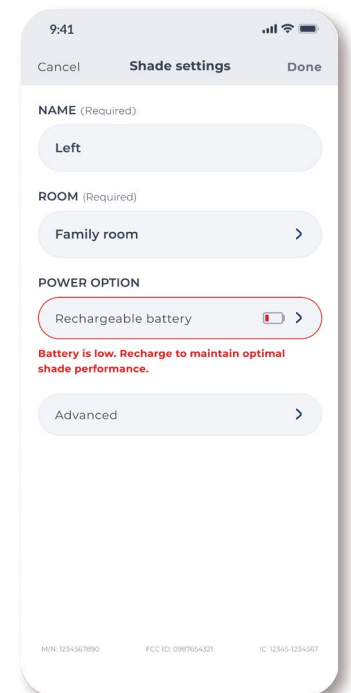 9:41
Cancel Shade settings Done
NAME (Required)
Left
ROOM (Required)
Family room
POWER OPTION
Rechargeable battery
Battery is low. Recharge to maintain optimal
shade performance.
Advanced
M/N: 1234567890 FCC ID: 0987654321 IC: 12345-1234567